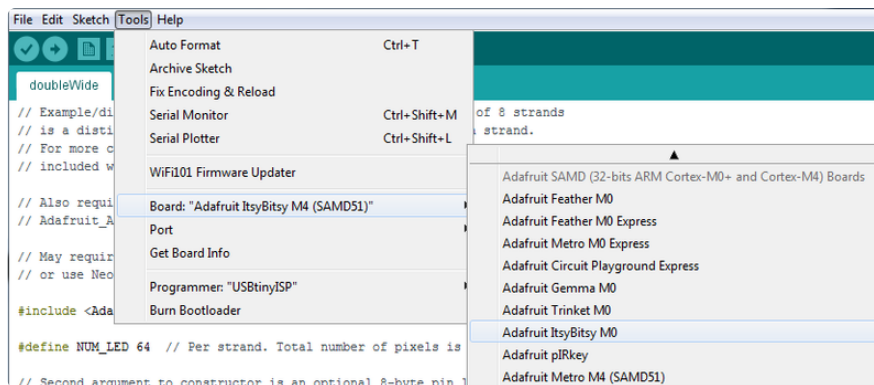 File Edit Sketch Tools Help
Auto Format Ctrl+T
Archive Sketch
doubleWide
Fix Encoding & Reload
// Example/di
Serial Monitor Ctrl+Shift+M
of 8 strands
// is a disti
Serial Plotter Ctrl+Shift+L
strand.
// For more c
// included w
WiFi101 Firmware Updater
Adafruit SAMD (32-bits ARM Cortex-M0+ and Cortex-M4) Boards
// Also requi
Board: "Adafruit ItsyBitsy M4 (SAMD51)"
Adafruit Feather M0
// Adafruit_A
Port
Adafruit Feather M0 Express
Adafruit Metro M0 Express
// May requir
Get Board Info
Adafruit Circuit Playground Express
// or use Neo
Programmer: "USBtinyISP"
Adafruit Gemma M0
#include <Ada
Burn Bootloader
Adafruit Trinket M0
Adafruit ItsyBitsy M0
#define NUM_LED 64 // Per strand. Total number of pixels is
Adafruit pIRkey
Adafruit Metro M4 (SAMD51)
// Second argument to constructor is an optional 8-byte pin l